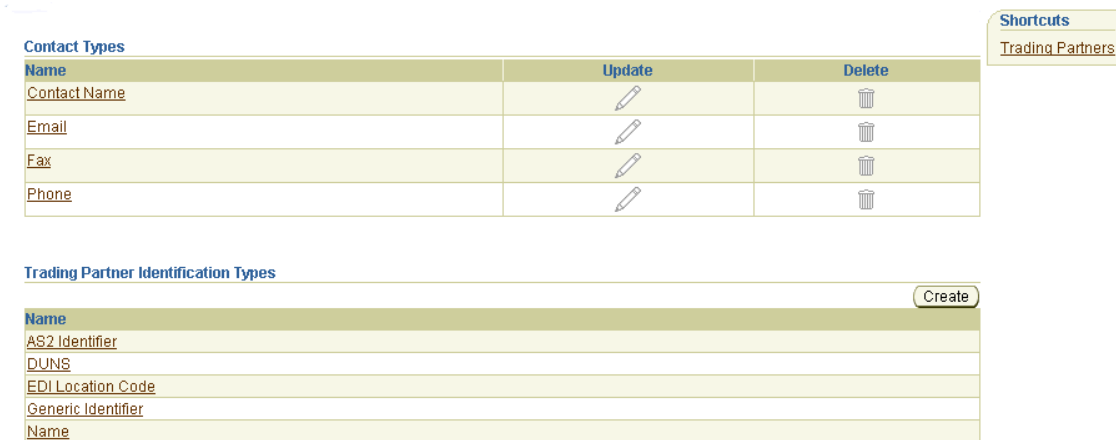 Shortcuts
Trading Partners
Contact Types
Name Update Delete
Contact Name
Email
Fax
Phone
Trading Partner Identification Types
Create
Name
AS2 Identifier
DUNS
EDI Location Code
Generic Identifier
Name